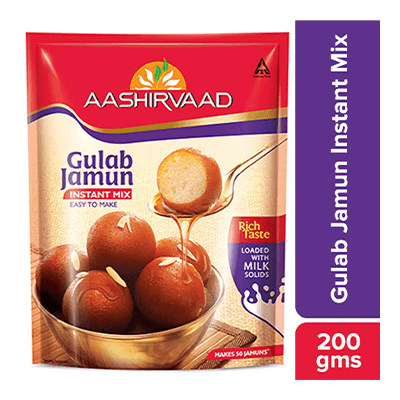 AASHIRVAAD
Gulab
Jamun
INSTANT MIX
EASY TO MAKE
Rich
Taste
LOADED
WITH
MILK
SOLIDS
MAKES 50 JAMUNS*
Gulab Jamun Instant Mix
200
gms